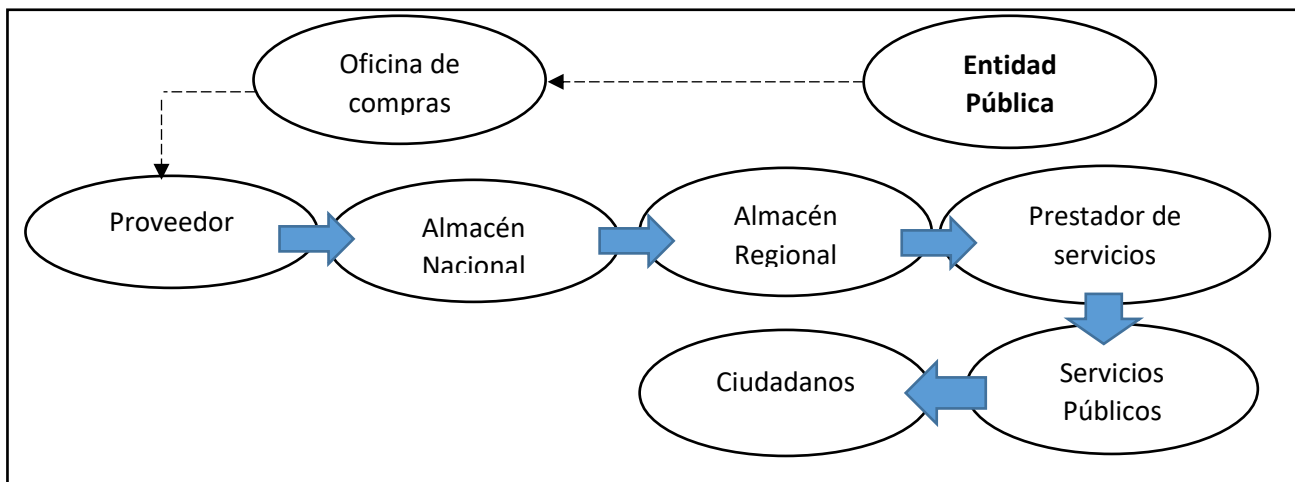 Oficina de
compras
Entidad
Pública
Proveedor
Almacén
Nacional
Almacén
Regional
Prestador de
servicios
Ciudadanos
Servicios
Públicos